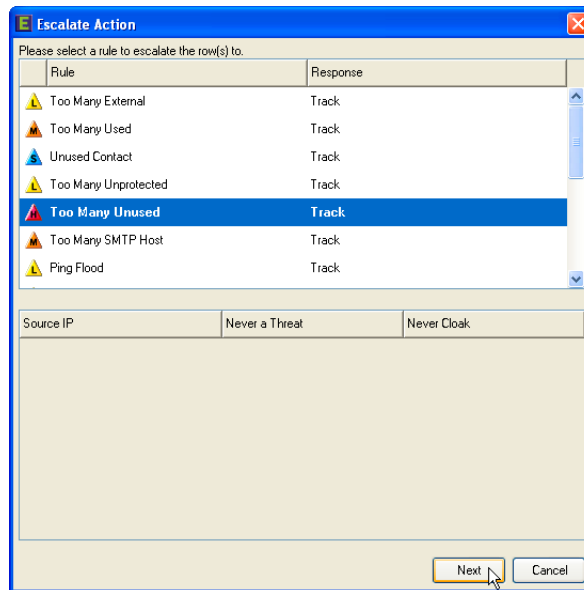 E Escalate Action
Please select a rule to escalate the row(s) to.
Rule Response
L Too Many External Track
M Too Many Used Track
S Unused Contact Track
L Too Many Unprotected Track
H Too Many Unused Track
M Too Many SMTP Host Track
L Ping Flood Track
Source IP Never a Threat Never Cloak
Next Cancel